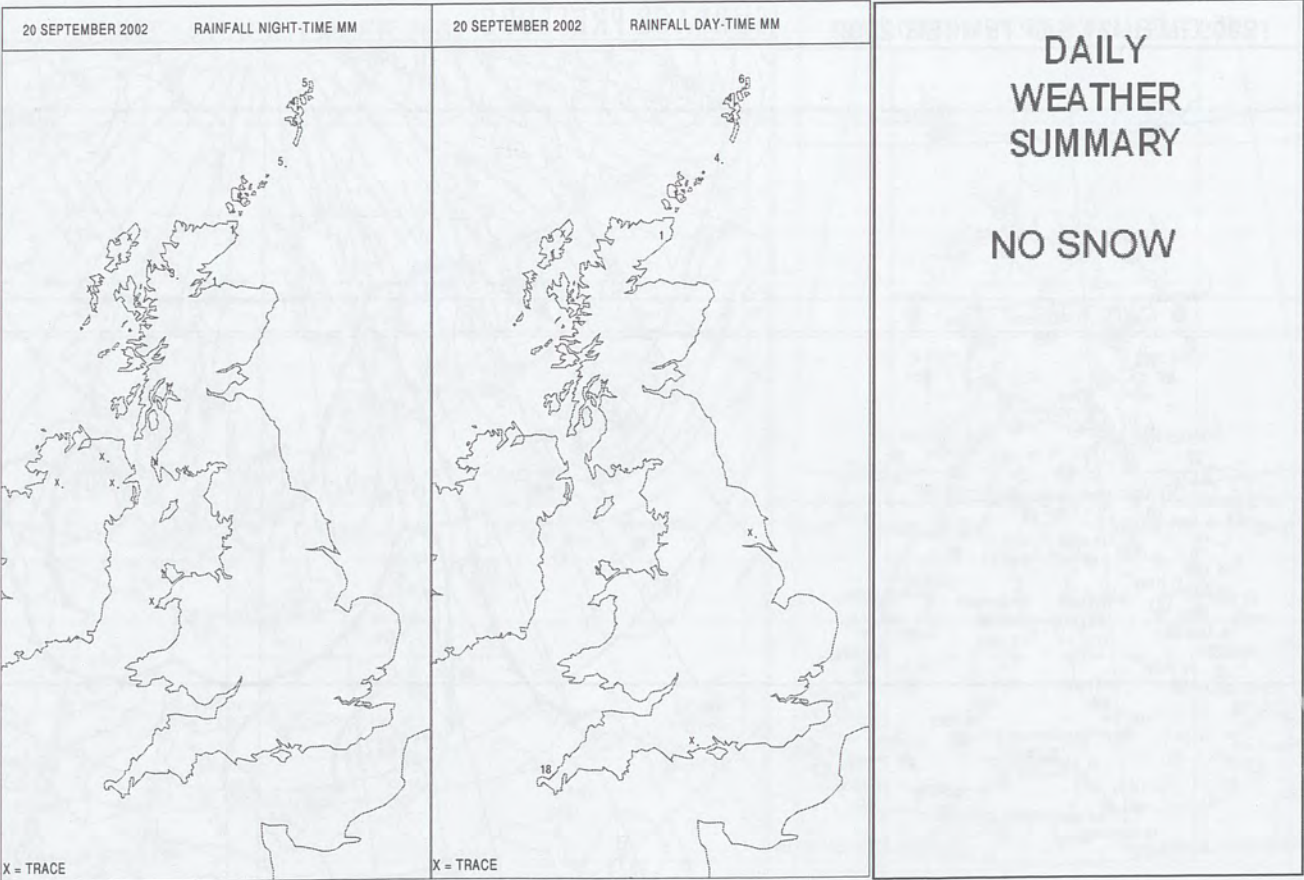 20 SEPTEMBER 2002 RAINFALL NIGHT-TIME MM
5
5.
X
9
X
X.
X.
X.
X
X
X
X = TRACE
20 SEPTEMBER 2002 RAINFALL DAY-TIME MM
6
4.
1
X.
X
X.
18
X = TRACE
DAILY
WEATHER
SUMMARY
NO SNOW